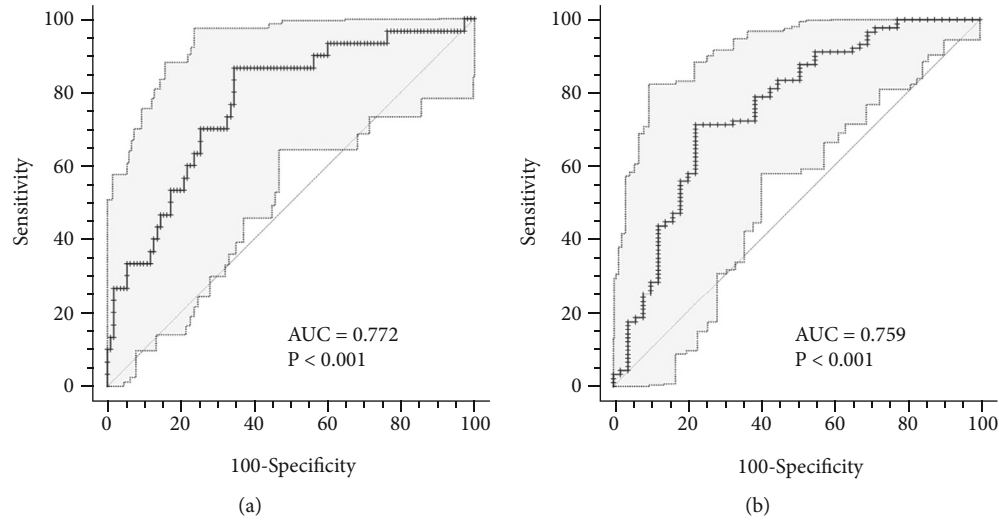 100
80
60
40
20
0
Sensitivity
AUC = 0.772
P < 0.001
0 20 40 60 80 100
100-Specificity
(a)
100
80
60
40
20
0
Sensitivity
AUC = 0.759
P < 0.001
0 20 40 60 80 100
100-Specificity
(b)